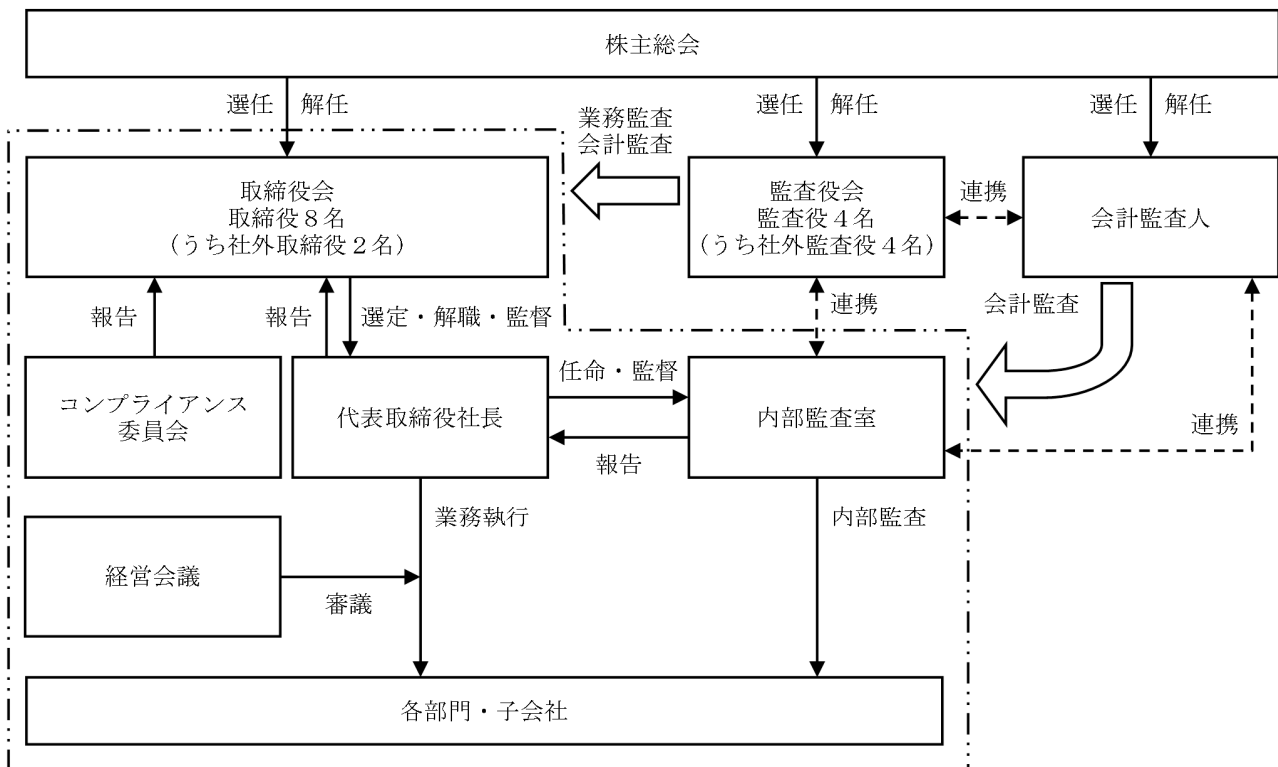 株主総会
選任
解任
選任
解任
選任
解任
業務監査
会計監査
取締役会
取締役8名
(うち社外取締役2名)
監査役会
監査役4名
(うち社外監査役4名)
連携
会計監査人
報告
報告
選定・解職・監督
連携
会計監査
コンプライアンス
委員会
代表取締役社長
任命・監督
報告
内部監査室
連携
業務執行
内部監査
経営会議
審議
各部門・子会社